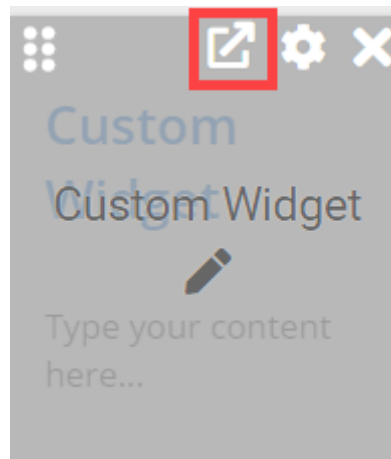 Custom
Widget
Custom Widget
Type your content
here...